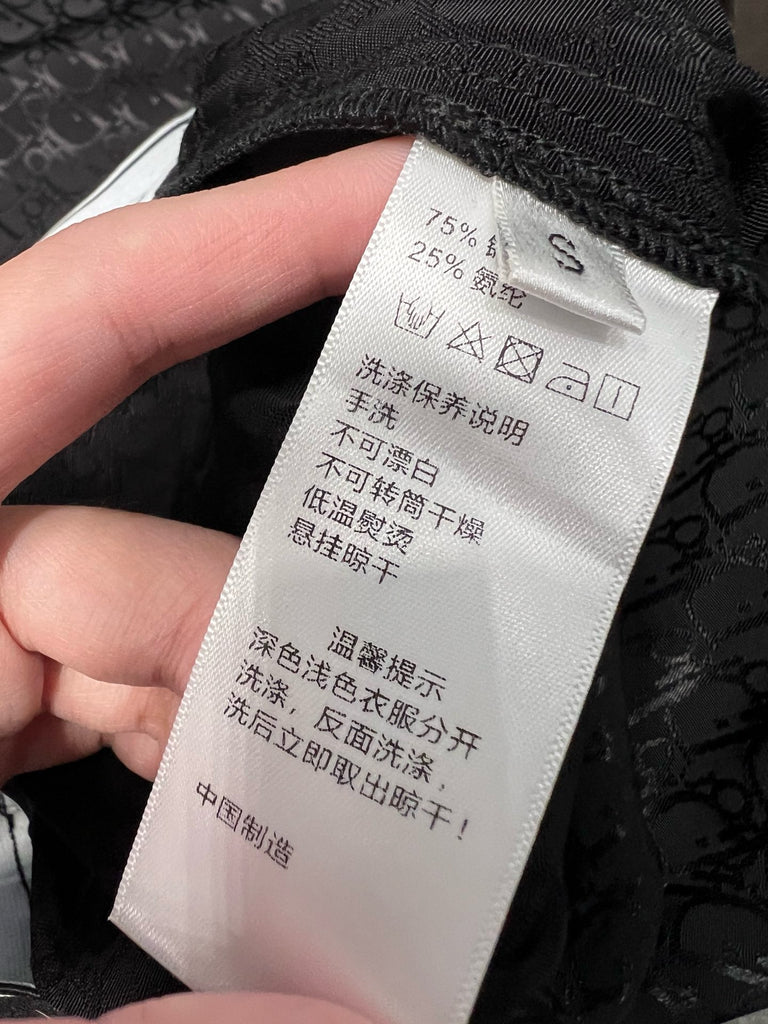 75%
25% 氨纶
S
洗涤保养说明
手洗
不可漂白
不可转筒干燥
低温熨烫
悬挂晾干
温馨提示
深色浅色衣服分开
洗涤，反面洗涤，
洗后立即取出晾干！
中国制造